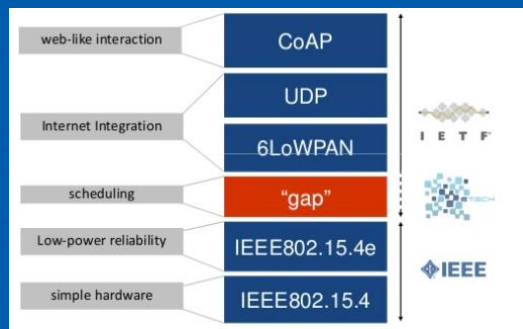 web-like interaction
CoAP
UDP
Internet Integration
6LoWPAN
scheduling
“gap”
Low-power reliability
IEEE802.15.4e
simple hardware
IEEE802.15.4
I E T F
IEEE